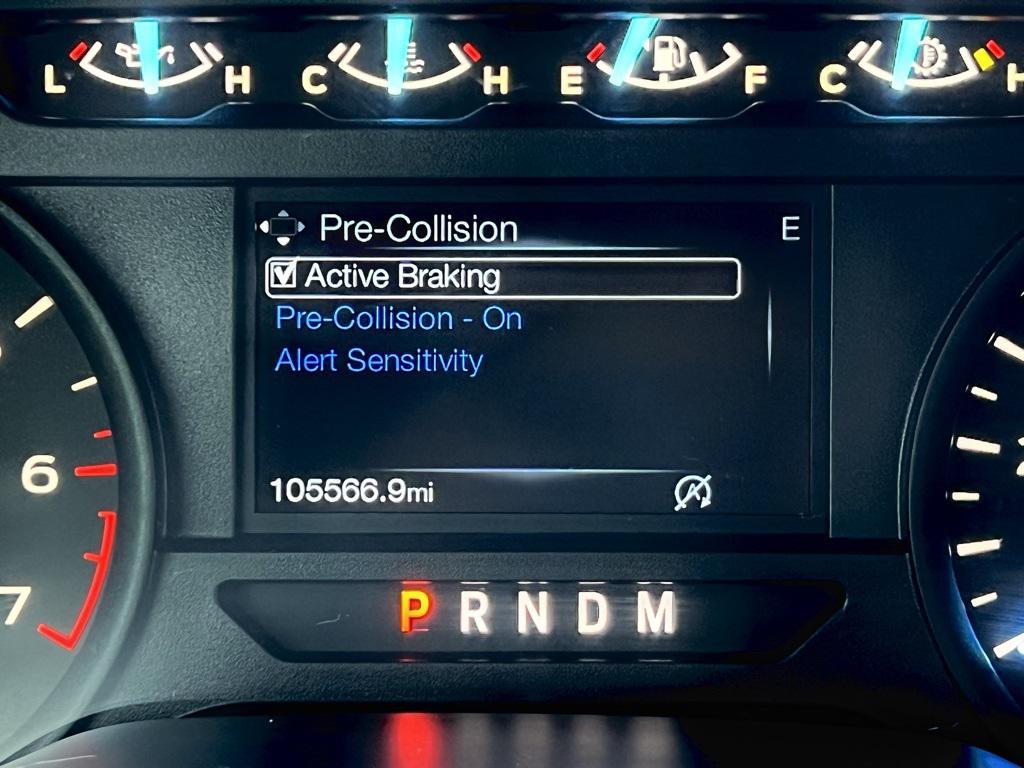 L H C H E F C H
Pre-Collision E
Active Braking
Pre-Collision - On
Alert Sensitivity
6
105566.9mi
7
P R N D M